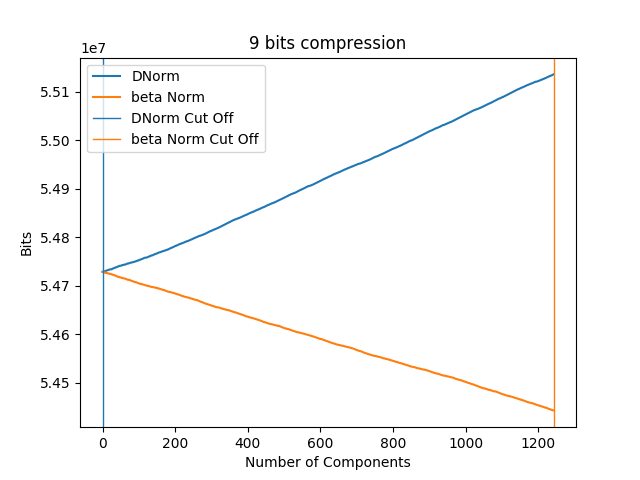 9 bits compression
1e7
DNorm
beta Norm
DNorm Cut Off
beta Norm Cut Off
5.51
5.50
5.49
5.48
5.47
5.46
5.45
Bits
0 200 400 600 800 1000 1200
Number of Components